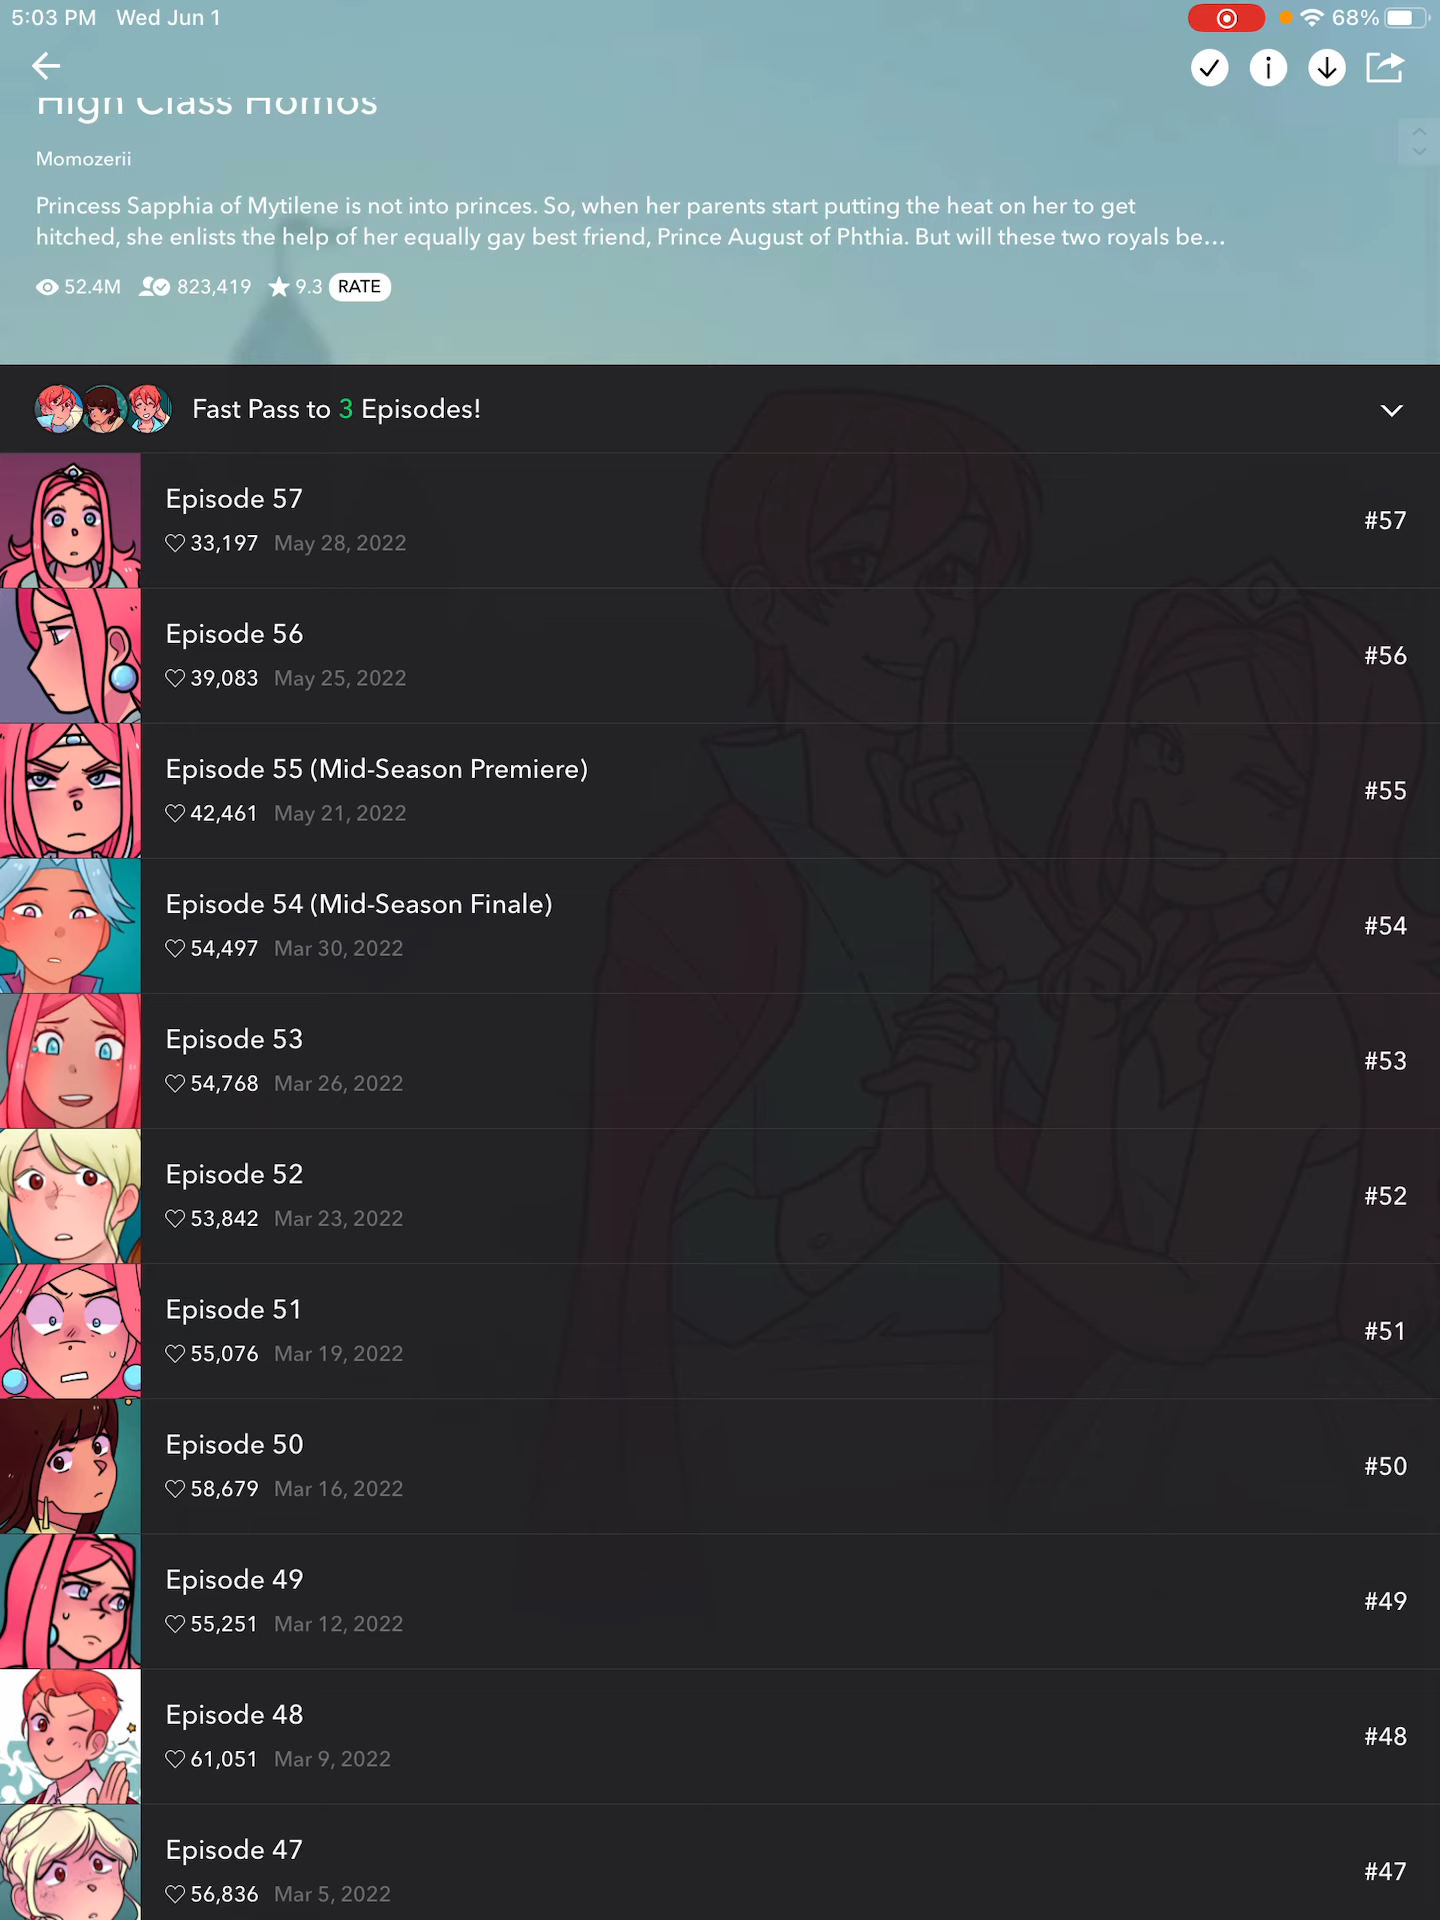 5:03 PM Wed Jun 1
68%
High Class Homos
Momozerii
Princess Sapphia of Mytilene is not into princes. So, when her parents start putting the heat on her to get
hitched, she enlists the help of her equally gay best friend, Prince August of Phthia. But will these two royals be...
52.4M 823,419 9.3 RATE
Fast Pass to 3 Episodes!
Episode 57
#57
33,197 May 28, 2022
Episode 56
#56
39,083 May 25, 2022
Episode 55 (Mid-Season Premiere)
#55
42,461 May 21, 2022
Episode 54 (Mid-Season Finale)
#54
54,497 Mar 30, 2022
Episode 53
#53
54,768 Mar 26, 2022
Episode 52
#52
53,842 Mar 23, 2022
Episode 51
#51
55,076 Mar 19, 2022
Episode 50
#50
58,679 Mar 16, 2022
Episode 49
#49
55,251 Mar 12, 2022
Episode 48
#48
61,051 Mar 9, 2022
Episode 47
#47
56,836 Mar 5, 2022